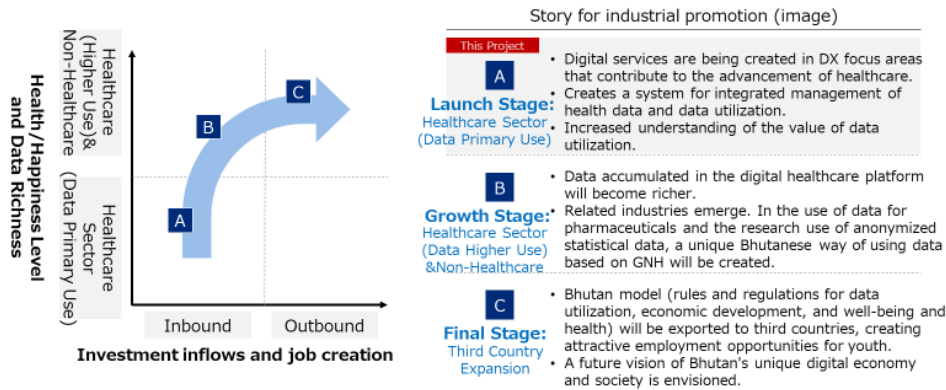 Story for industrial promotion (image)
Health/Happiness Level
and Data Richness
Healthcare
(Higher Use)&
Non-Healthcare
Healthcare
Sector
(Data Primary Use)
C
B
A
Inbound
Outbound
Investment inflows and job creation
This Project
A
Launch Stage:
Healthcare Sector
(Data Primary Use)
• Digital services are being created in DX focus areas
that contribute to the advancement of healthcare.
• Creates a system for integrated management of
health data and data utilization.
• Increased understanding of the value of data
utilization.
B
Growth Stage:
Healthcare Sector
(Data Higher Use)
&Non-Healthcare
• Data accumulated in the digital healthcare platform
will become richer.
• Related industries emerge. In the use of data for
pharmaceuticals and the research use of anonymized
statistical data, a unique Bhutanese way of using data
based on GNH will be created.
C
Final Stage:
Third Country
Expansion
• Bhutan model (rules and regulations for data
utilization, economic development, and well-being and
health) will be exported to third countries, creating
attractive employment opportunities for youth.
• A future vision of Bhutan's unique digital economy
and society is envisioned.